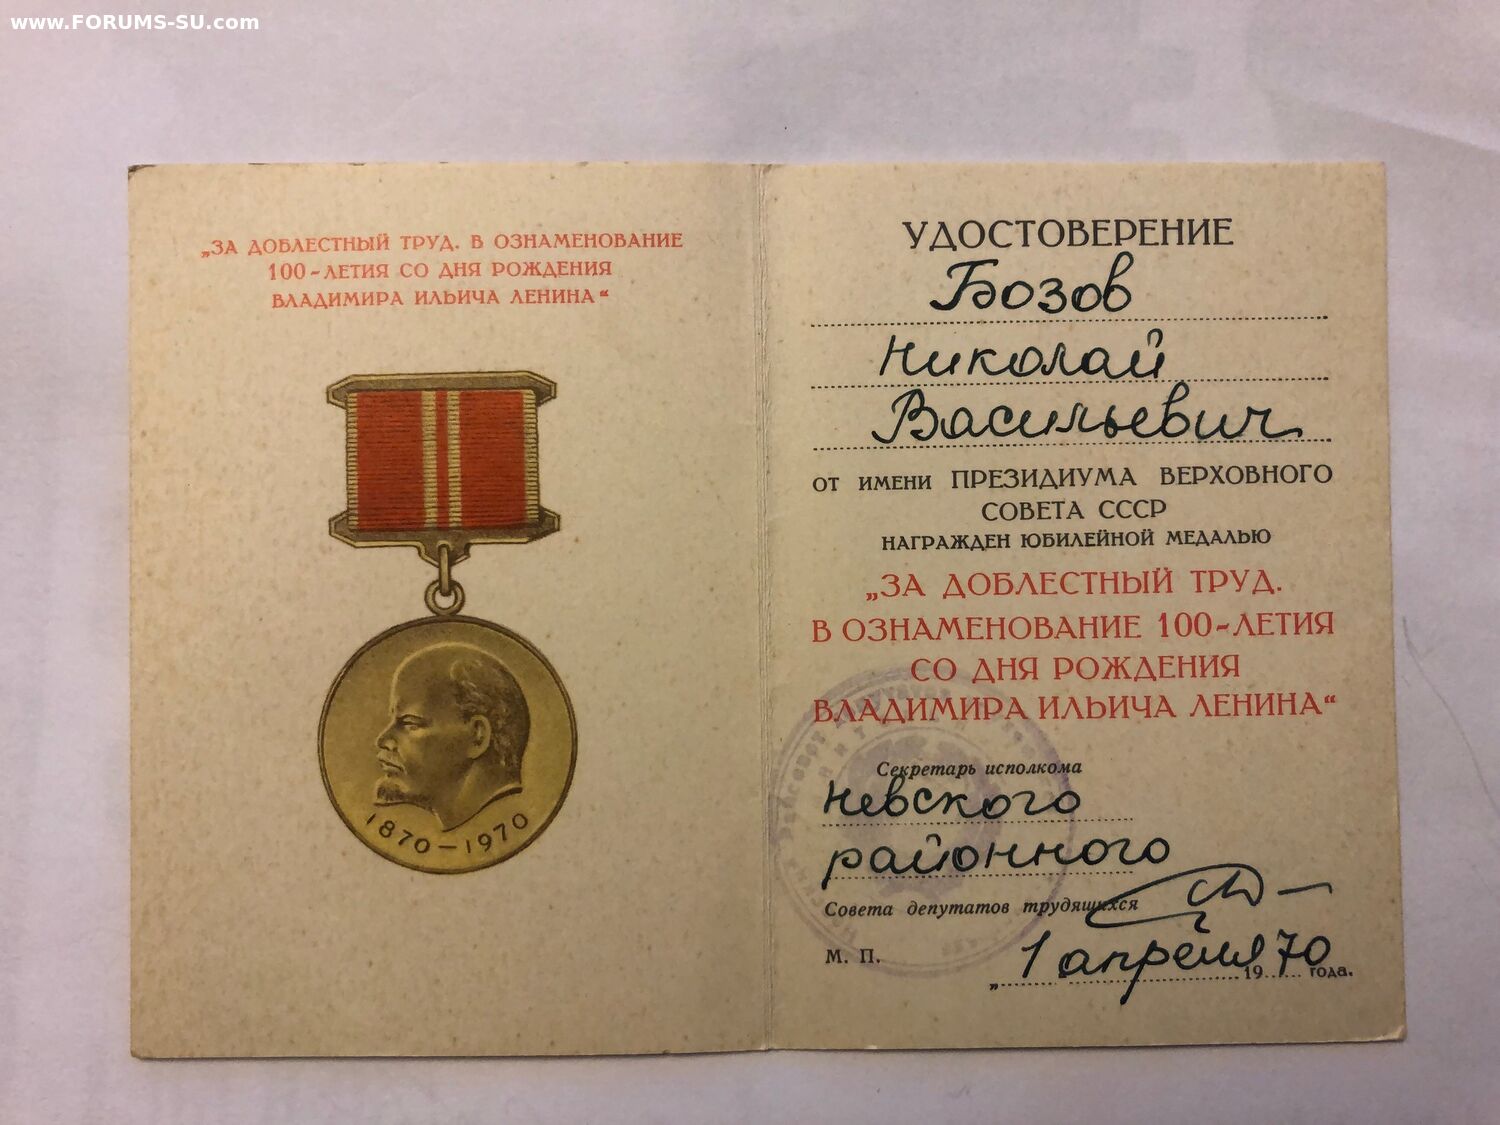 www.FORUMS-SU.com
„ЗА ДОБЛЕСТНЫЙ ТРУД. В ОЗНАМЕНОВАНИЕ
100-ЛЕТИЯ СО ДНЯ РОЖДЕНИЯ
ВЛАДИМИРА ИЛЬИЧА ЛЕНИНА“
1870-1970
УДОСТОВЕРЕНИЕ
Бозов
Николай
Васильевич
ОТ ИМЕНИ ПРЕЗИДИУМА ВЕРХОВНОГО
СОВЕТА СССР
НАГРАЖДЕН ЮБИЛЕЙНОЙ МЕДАЛЬЮ
„ЗА ДОБЛЕСТНЫЙ ТРУД.
В ОЗНАМЕНОВАНИЕ 100-ЛЕТИЯ
СО ДНЯ РОЖДЕНИЯ
ВЛАДИМИРА ИЛЬИЧА ЛЕНИНА“
Секретарь исполкома
Невского
районного
Совета депутатов трудящихся
М. П.
„ 1 апреля 1970 года.